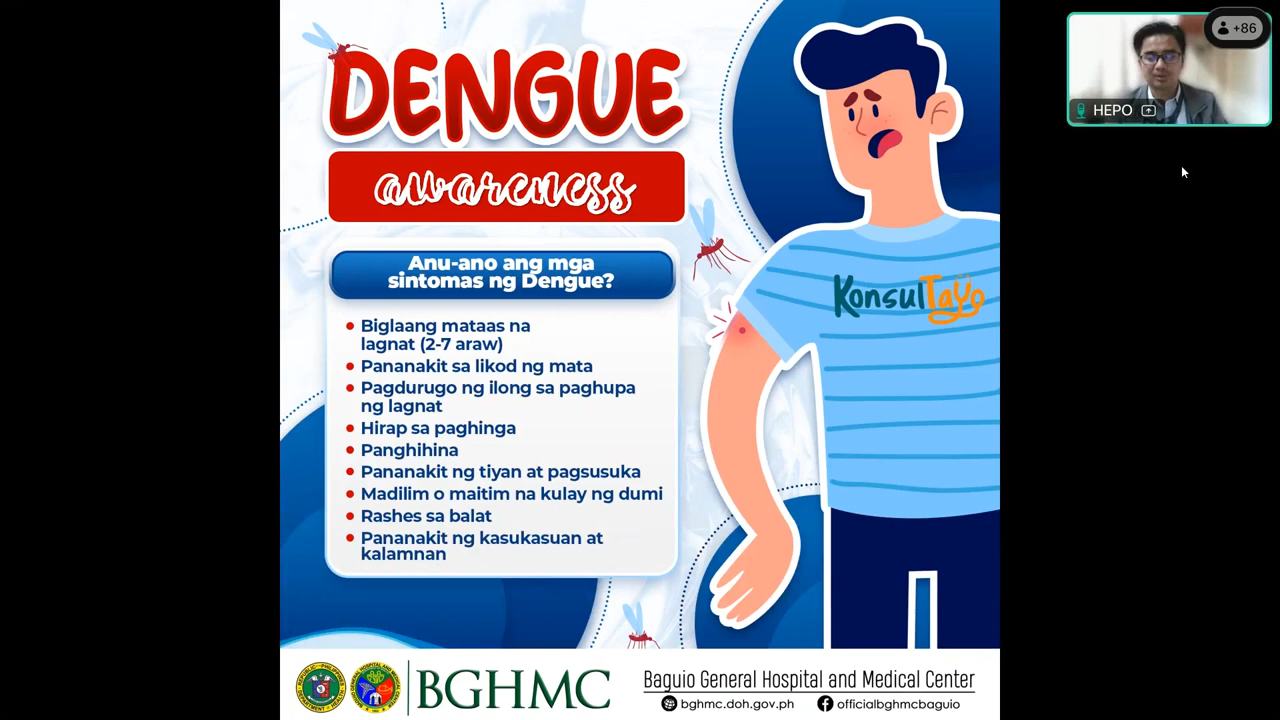 DENGUE
awareness
Anu-ano ang mga
sintomas ng Dengue?
Biglaang mataas na
lagnat (2-7 araw)
Pananakit sa likod ng mata
Pagdurugo ng ilong sa paghupa
ng lagnat
Hirap sa paghinga
Panghihina
Pananakit ng tiyan at pagsusuka
Madilim o maitim na kulay ng dumi
Rashes sa balat
Pananakit ng kasukasuan at
kalamnan
KonsulTayo
BGHMC
Baguio General Hospital and Medical Center
bghmc.doh.gov.ph
officialbghmcbaguio
+86
HEPO